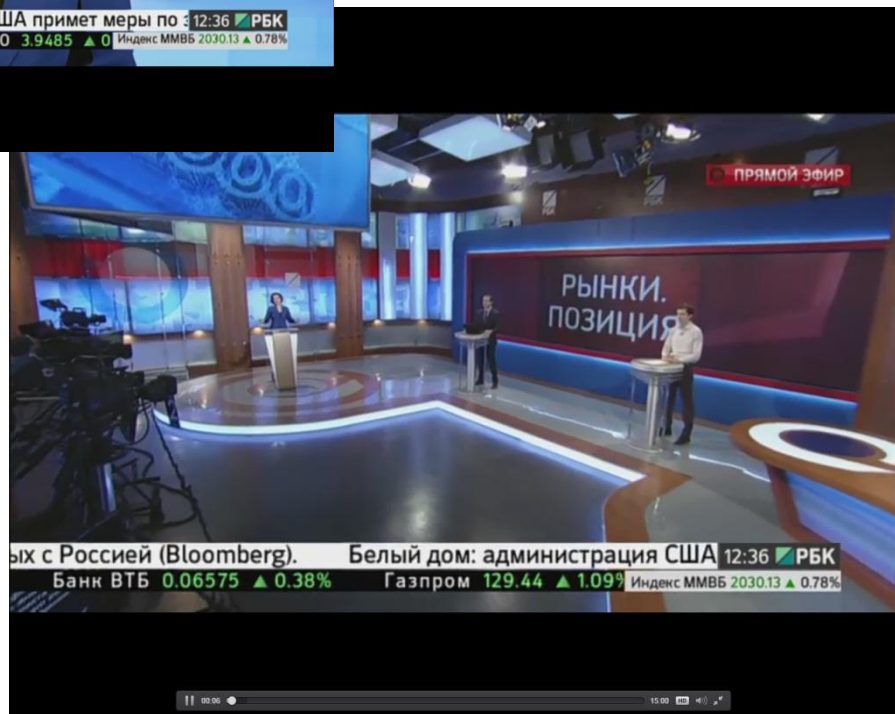 ША примет меры по з 12:36 РБК
0 3.9485 ▲ 0 Индекс ММВБ 2030.13 ▲ 0.78%
ПРЯМОЙ ЭФИР
РЫНКИ.
ПОЗИЦИЯ
ых с Россией (Bloomberg). Белый дом: администрация США 12:36 РБК
Банк ВТБ 0.06575 ▲ 0.38% Газпром 129.44 ▲ 1.09% Индекс ММВБ 2030.13 ▲ 0.78%
00:06 15:00 HD